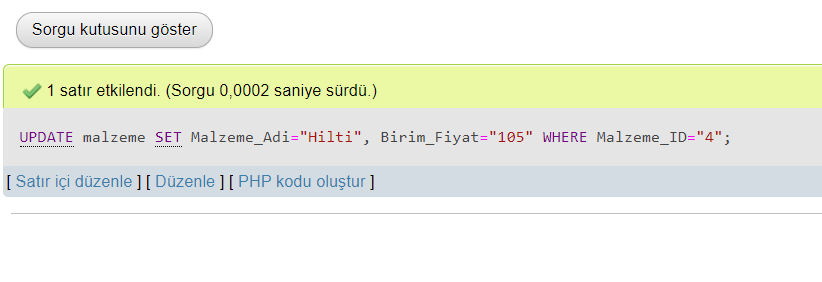 Sorgu kutusunu göster
1 satır etkilendi. (Sorgu 0,0002 saniye sürdü.)
UPDATE malzeme SET Malzeme_Adi="Hilti", Birim_Fiyat="105" WHERE Malzeme_ID="4";
[ Satır içi düzenle ] [ Düzenle ] [ PHP kodu oluştur ]